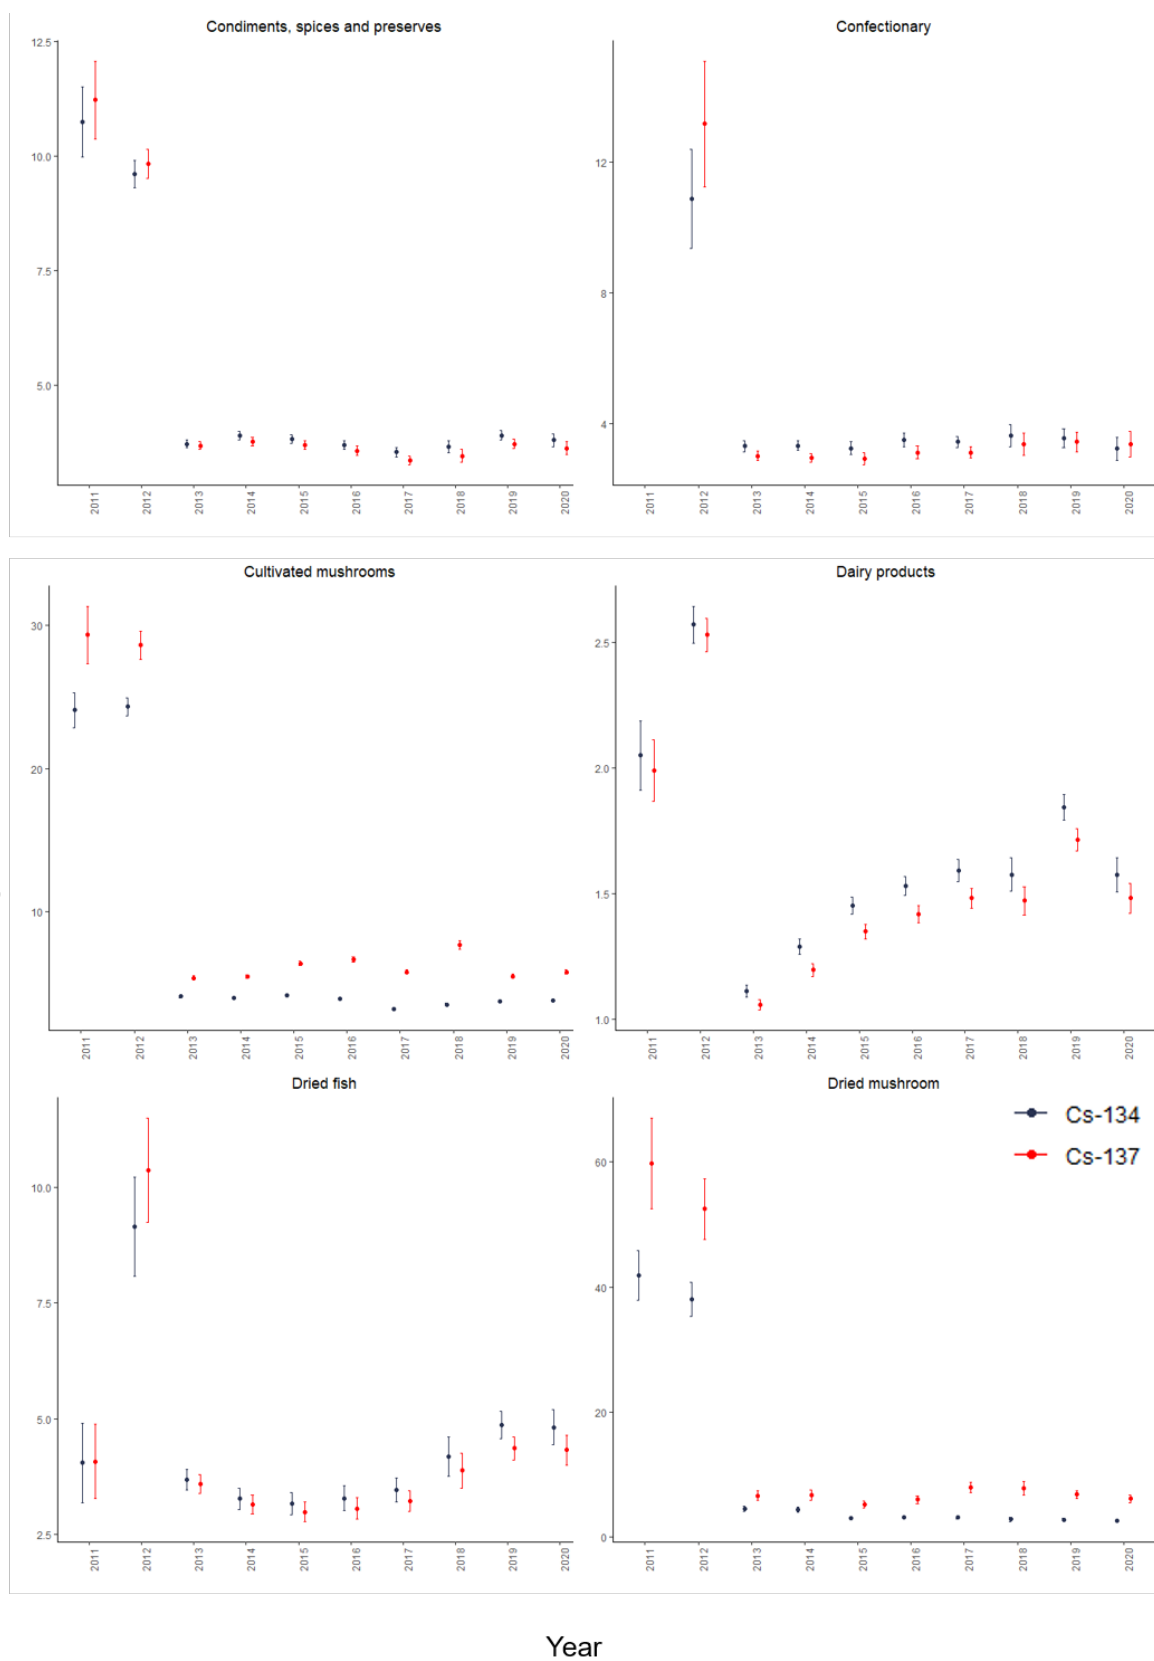 Condiments, spices and preserves
12.5
10.0
7.5
5.0
2011 2012 2013 2014 2015 2016 2017 2018 2019 2020
Confectionary
12
8
4
2011 2012 2013 2014 2015 2016 2017 2018 2019 2020
Cultivated mushrooms
30
20
10
2011 2012 2013 2014 2015 2016 2017 2018 2019 2020
Dairy products
2.5
2.0
1.5
1.0
2011 2012 2013 2014 2015 2016 2017 2018 2019 2020
Dried fish
10.0
7.5
5.0
2.5
2011 2012 2013 2014 2015 2016 2017 2018 2019 2020
Dried mushroom
Cs-134
Cs-137
60
40
20
0
2011 2012 2013 2014 2015 2016 2017 2018 2019 2020
Year